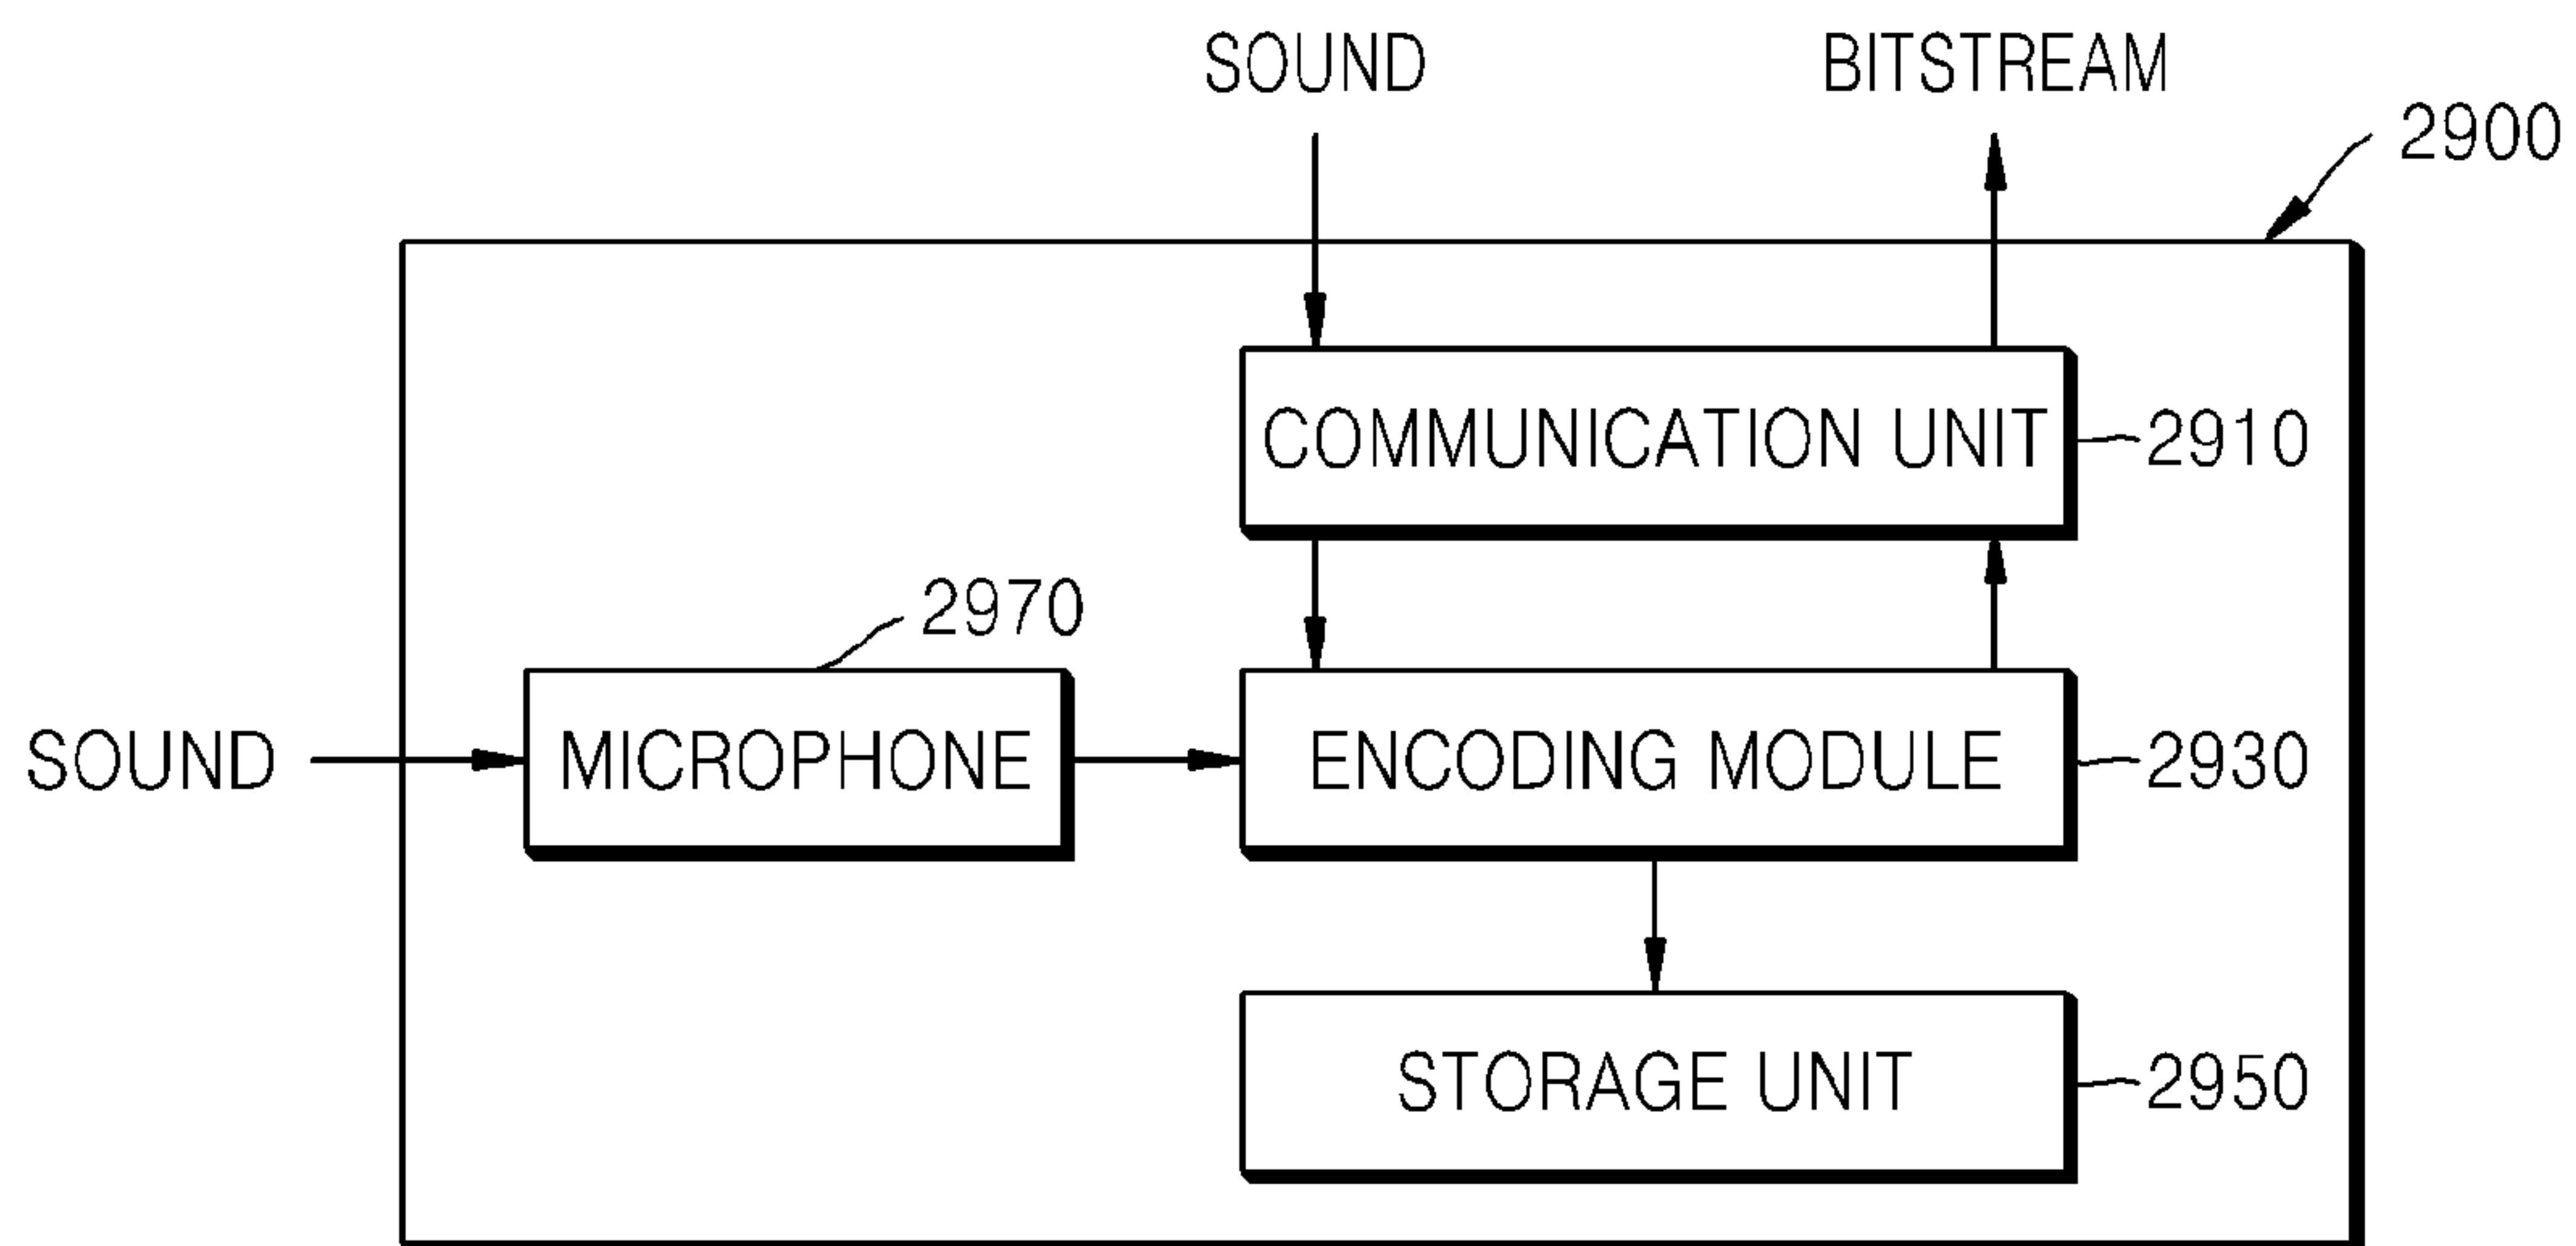 SOUND
BITSTREAM
2900
COMMUNICATION UNIT
2910
2970
SOUND
MICROPHONE
ENCODING MODULE
2930
STORAGE UNIT
2950